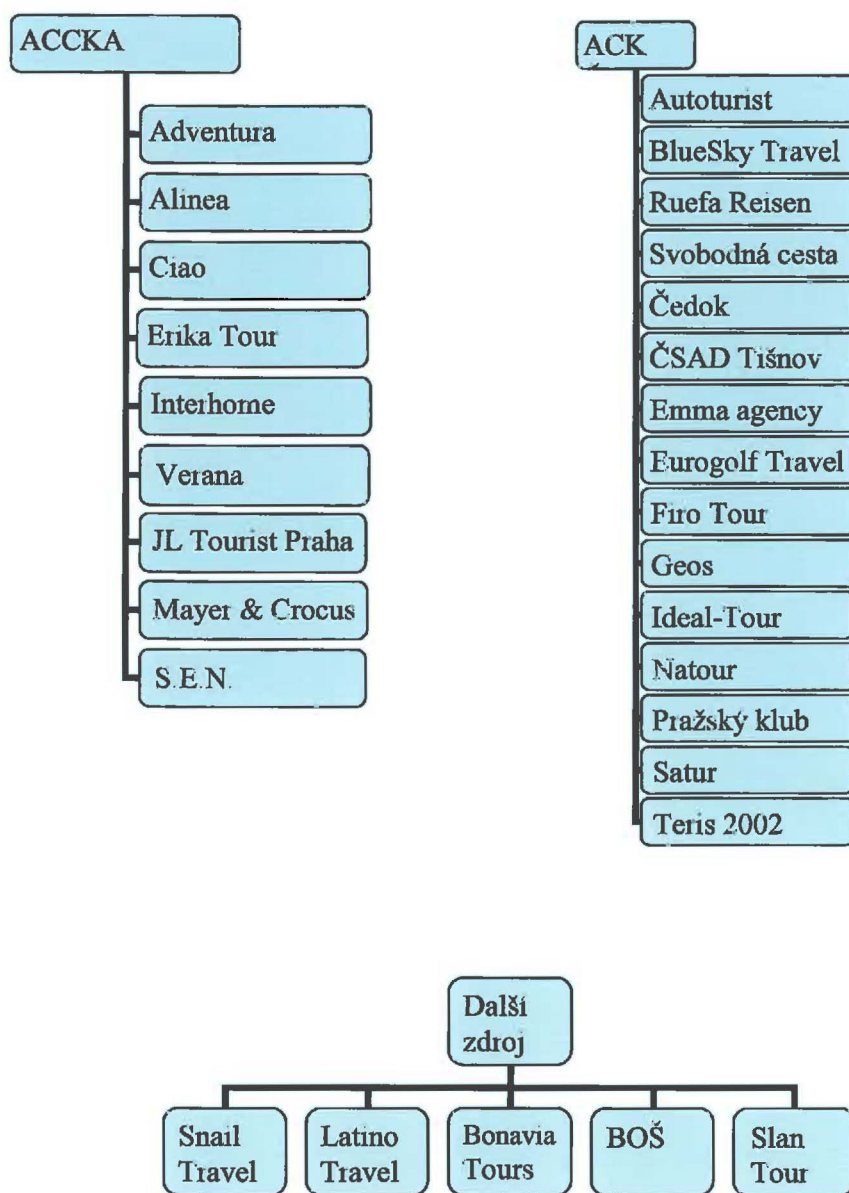 ACCKA
Adventura
Alinea
Ciao
Erika Tour
Interhome
Verana
JL Tourist Praha
Mayer & Crocus
S.E.N.
ACK
Autoturist
BlueSky Travel
Ruefa Reisen
Svobodná cesta
Čedok
ČSAD Tišnov
Emma agency
Eurogolf Travel
Firo Tour
Geos
Ideal-Tour
Natour
Pražský klub
Satur
Teris 2002
Další
zdroj
Snail
Travel
Latino
Travel
Bonavia
Tours
BOŠ
Slan
Tour